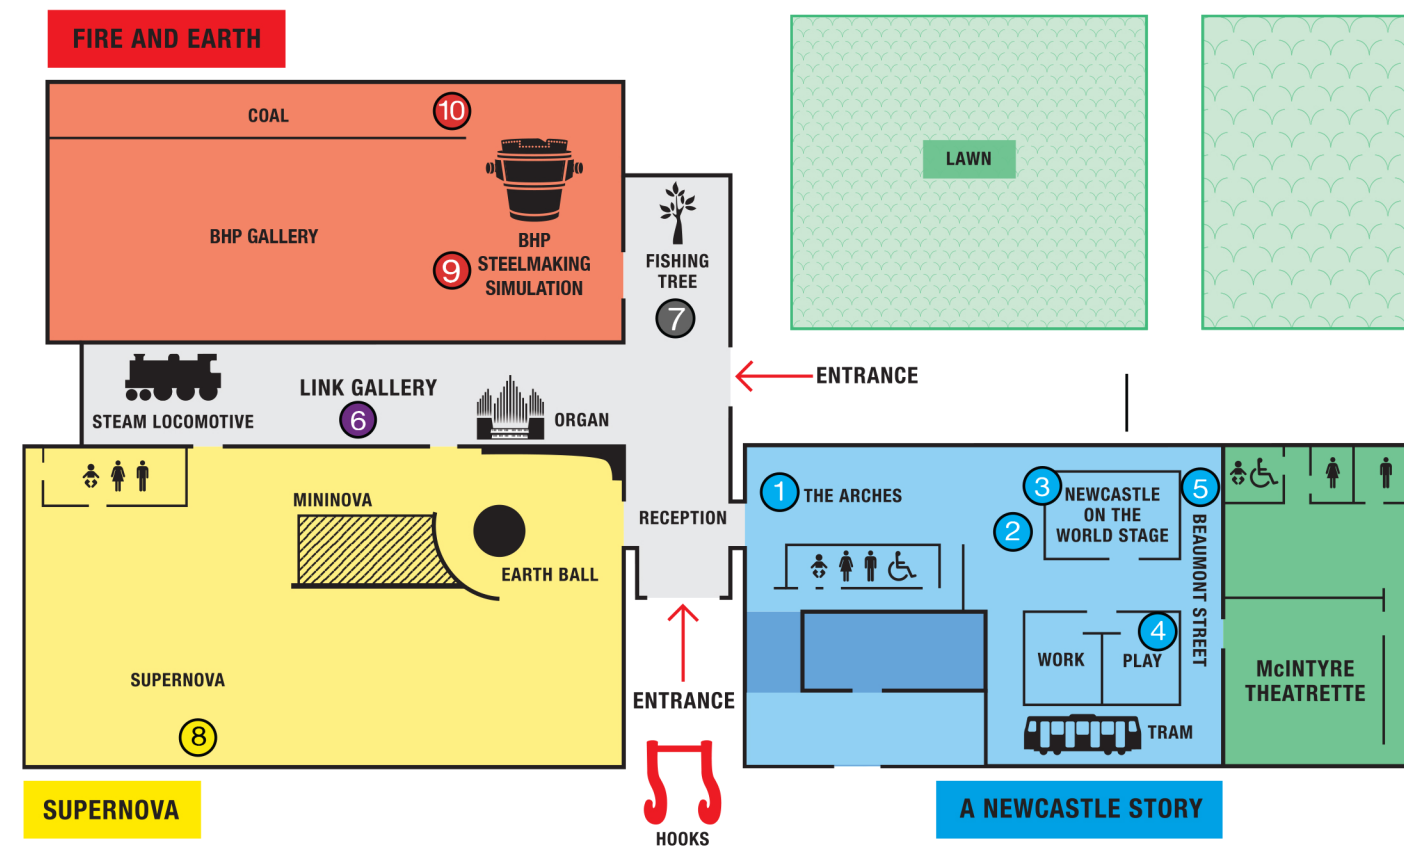 FIRE AND EARTH
COAL
10
LAWN
BHP GALLERY
BHP
STEELMAKING
SIMULATION
9
FISHING
TREE
7
ENTRANCE
STEAM LOCOMOTIVE
LINK GALLERY
6
ORGAN
MININOVA
EARTH BALL
RECEPTION
1
THE ARCHES
2
3
NEWCASTLE
ON THE
WORLD STAGE
5
BEAUMONT STREET
4
WORK
PLAY
TRAM
McINTYRE
THEATRETTE
SUPERNOVA
8
ENTRANCE
HOOKS
SUPERNOVA
A NEWCASTLE STORY